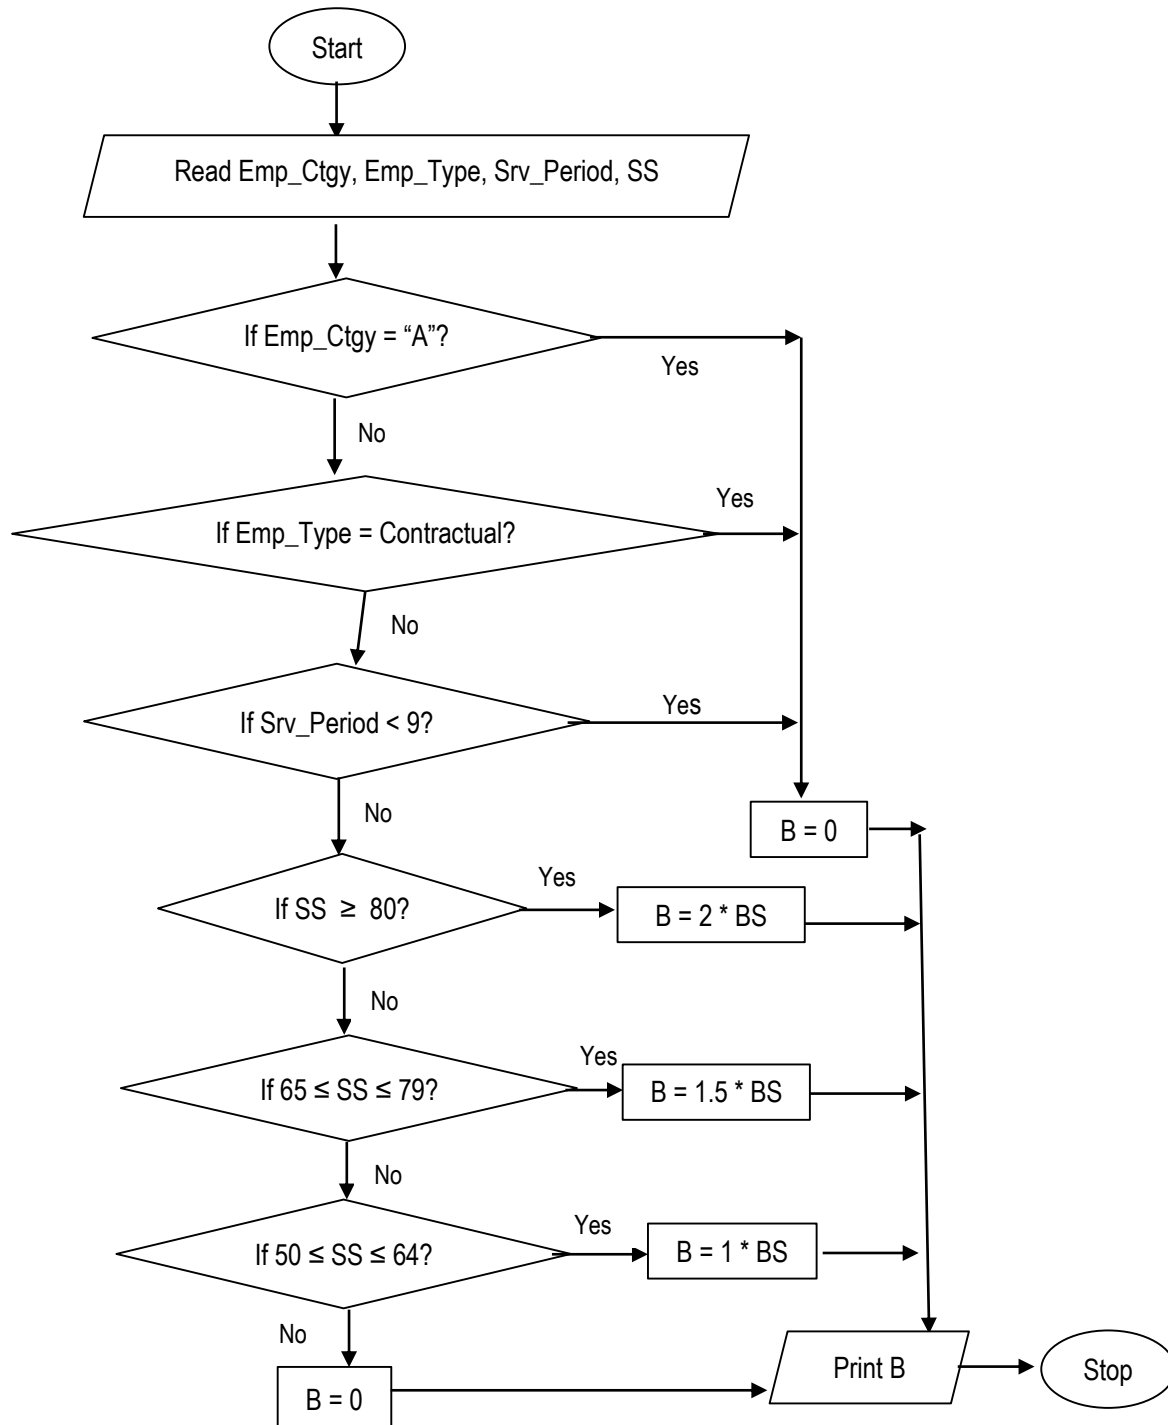 Start
Read Emp_Ctgy, Emp_Type, Srv_Period, SS
If Emp_Ctgy = “A”?
Yes
No
If Emp_Type = Contractual?
Yes
No
If Srv_Period < 9?
Yes
No
B = 0
If SS ≥ 80?
Yes
B = 2 * BS
No
If 65 ≤ SS ≤ 79?
Yes
B = 1.5 * BS
No
If 50 ≤ SS ≤ 64?
Yes
B = 1 * BS
No
B = 0
Print B
Stop